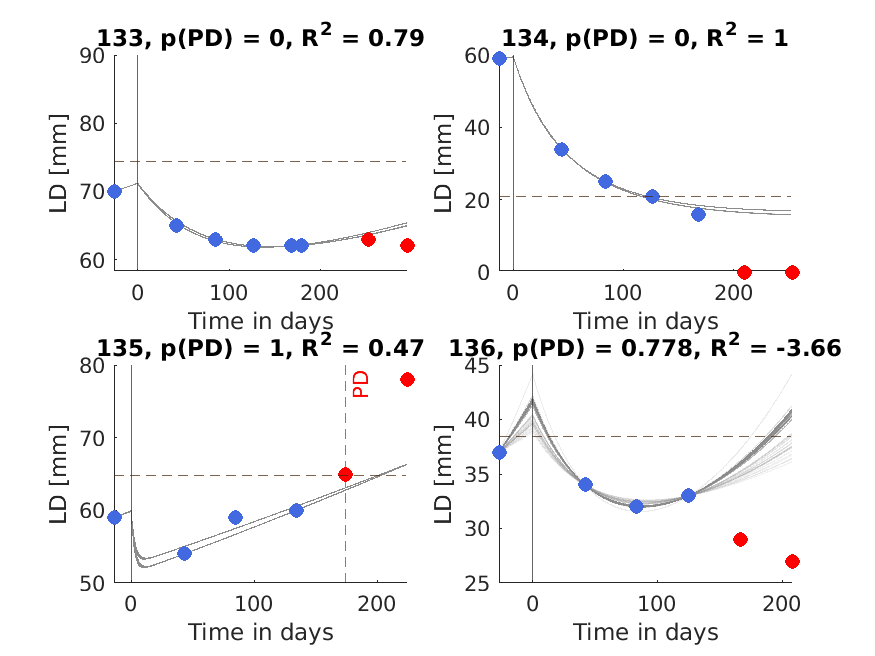 133, p(PD) = 0, R² = 0.79
90
80
70
60
LD [mm]
0
100
200
Time in days
134, p(PD) = 0, R² = 1
60
40
20
0
LD [mm]
0
100
200
Time in days
135, p(PD) = 1, R² = 0.47
80
70
60
50
LD [mm]
PD
0
100
200
Time in days
136, p(PD) = 0.778, R² = -3.66
45
40
35
30
25
LD [mm]
0
100
200
Time in days